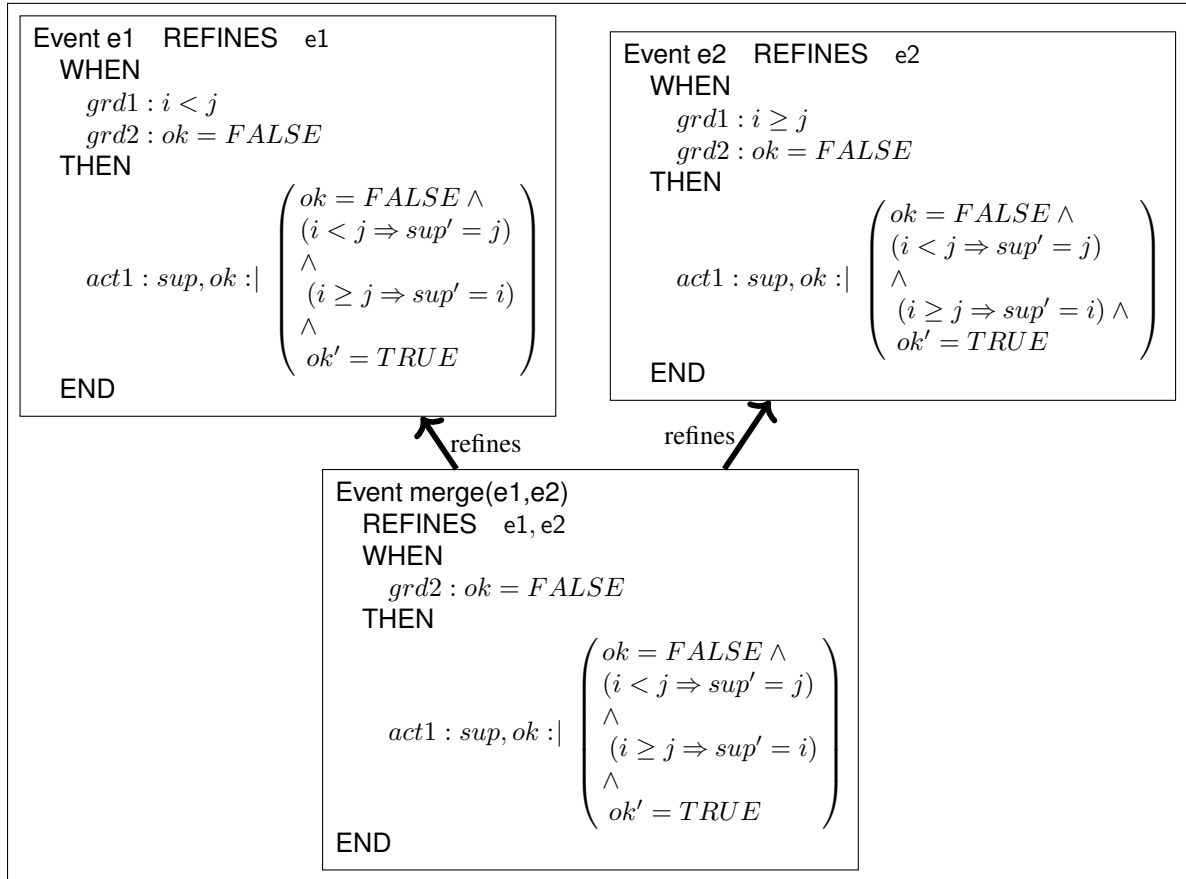 Event e1 REFINES e1
WHEN
grd1 : i < j
grd2 : ok = FALSE
THEN
ok = FALSE ∧
(i < j ⇒ sup′ = j)
∧
act1 : sup, ok :|
(i ≥ j ⇒ sup′ = i)
∧
ok′ = TRUE
END
Event e2 REFINES e2
WHEN
grd1 : i ≥ j
grd2 : ok = FALSE
THEN
ok = FALSE ∧
(i < j ⇒ sup′ = j)
∧
act1 : sup, ok :|
(i ≥ j ⇒ sup′ = i) ∧
ok′ = TRUE
END
refines
refines
Event merge(e1,e2)
REFINES e1, e2
WHEN
grd2 : ok = FALSE
THEN
ok = FALSE ∧
(i < j ⇒ sup′ = j)
∧
act1 : sup, ok :|
(i ≥ j ⇒ sup′ = i)
∧
ok′ = TRUE
END